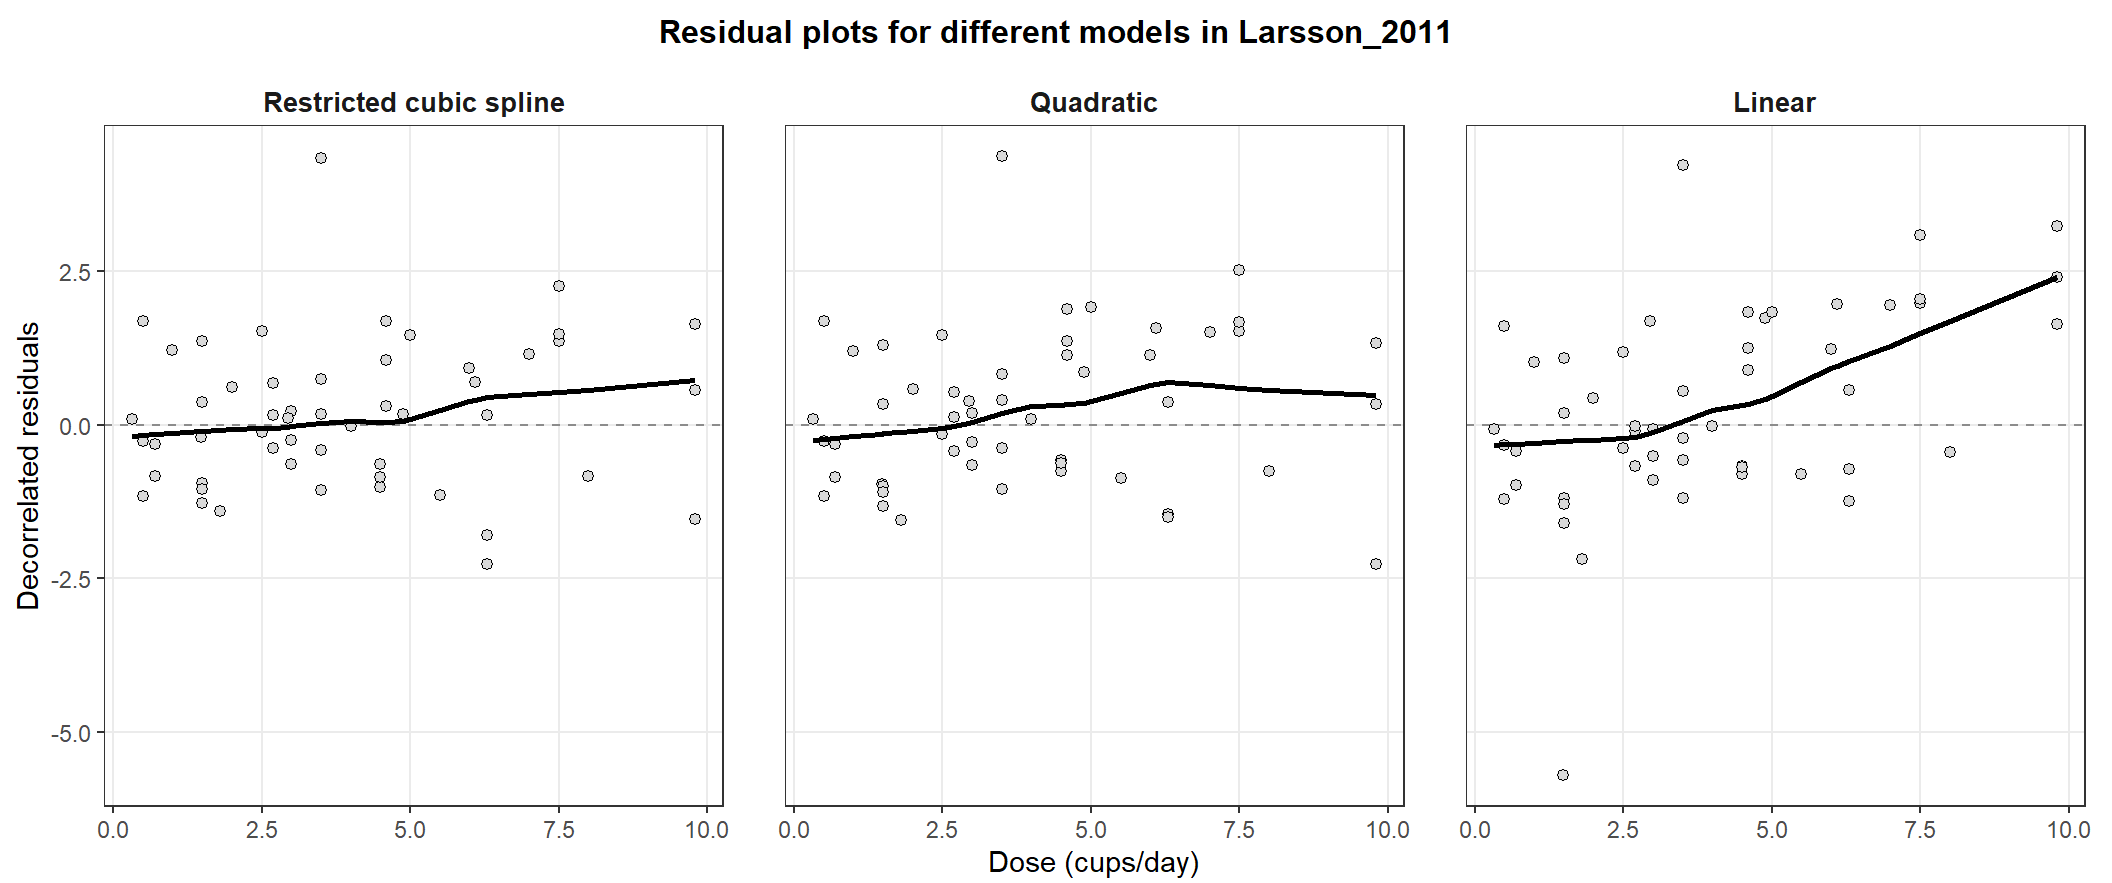 Residual plots for different models in Larsson_2011
Restricted cubic spline
Quadratic
Linear
Decorrelated residuals
2.5
0.0
-2.5
-5.0
0.0 2.5 5.0 7.5 10.0
0.0 2.5 5.0 7.5 10.0
0.0 2.5 5.0 7.5 10.0
Dose (cups/day)